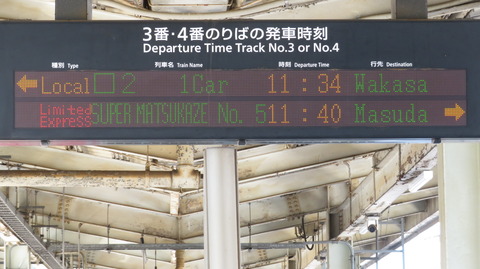 3番・4番のりばの発車時刻
Departure Time Track No.3 or No.4
種別 Type 列車名 Train Name 時刻 Departure Time 行先 Destination
Local □ 2 1Car 11:34 Wakasa
Limited Express SUPER MATSUKAZE No. 5 11:40 Masuda